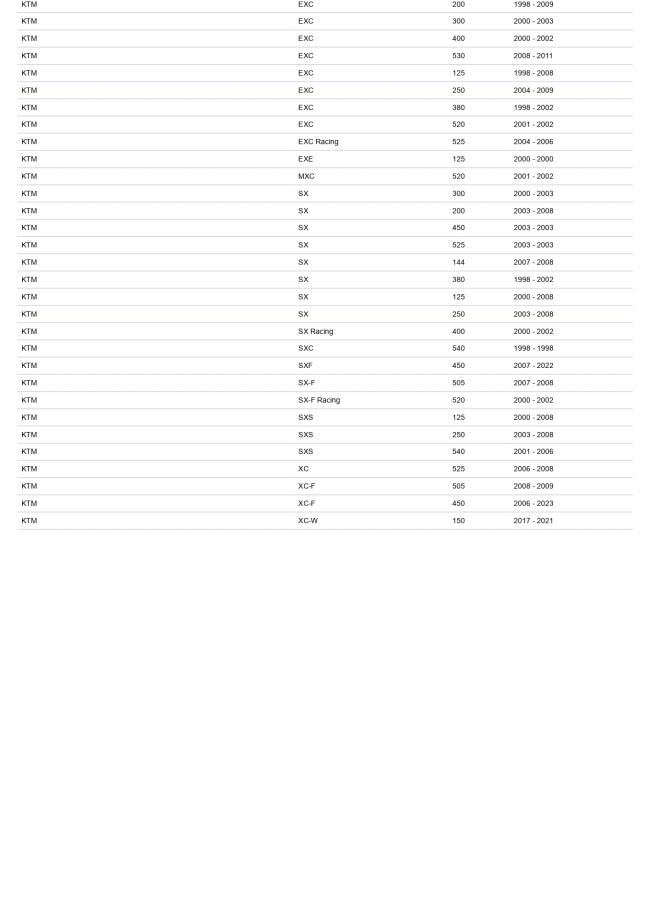 KTM EXC 200 1998 - 2009
KTM EXC 300 2000 - 2003
KTM EXC 400 2000 - 2002
KTM EXC 530 2008 - 2011
KTM EXC 125 1998 - 2008
KTM EXC 250 2004 - 2009
KTM EXC 380 1998 - 2002
KTM EXC 520 2001 - 2002
KTM EXC Racing 525 2004 - 2006
KTM EXE 125 2000 - 2000
KTM MXC 520 2001 - 2002
KTM SX 300 2000 - 2003
KTM SX 200 2003 - 2008
KTM SX 450 2003 - 2003
KTM SX 525 2003 - 2003
KTM SX 144 2007 - 2008
KTM SX 380 1998 - 2002
KTM SX 125 2000 - 2008
KTM SX 250 2003 - 2008
KTM SX Racing 400 2000 - 2002
KTM SXC 540 1998 - 1998
KTM SXF 450 2007 - 2022
KTM SX-F 505 2007 - 2008
KTM SX-F Racing 520 2000 - 2002
KTM SXS 125 2000 - 2008
KTM SXS 250 2003 - 2008
KTM SXS 540 2001 - 2006
KTM XC 525 2006 - 2008
KTM XC-F 505 2008 - 2009
KTM XC-F 450 2006 - 2023
KTM XC-W 150 2017 - 2021